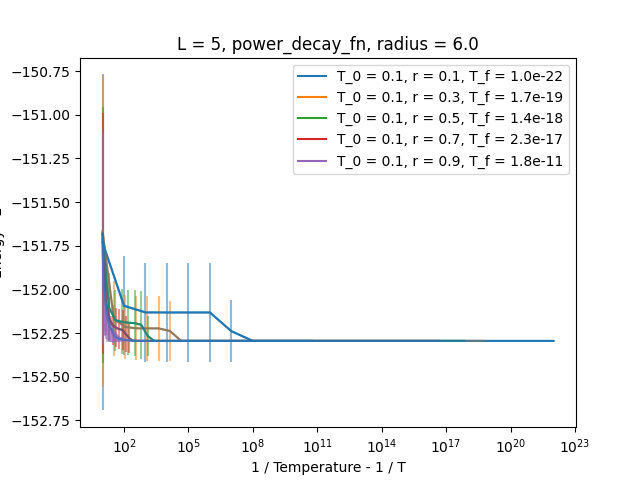 L = 5, power_decay_fn, radius = 6.0
T_0 = 0.1, r = 0.1, T_f = 1.0e-22
T_0 = 0.1, r = 0.3, T_f = 1.7e-19
T_0 = 0.1, r = 0.5, T_f = 1.4e-18
T_0 = 0.1, r = 0.7, T_f = 2.3e-17
T_0 = 0.1, r = 0.9, T_f = 1.8e-11
−150.75
−151.00
−151.25
−151.50
−151.75
−152.00
−152.25
−152.50
−152.75
10² 10⁵ 10⁸ 10¹¹ 10¹⁴ 10¹⁷ 10²⁰ 10²³
1 / Temperature - 1 / T